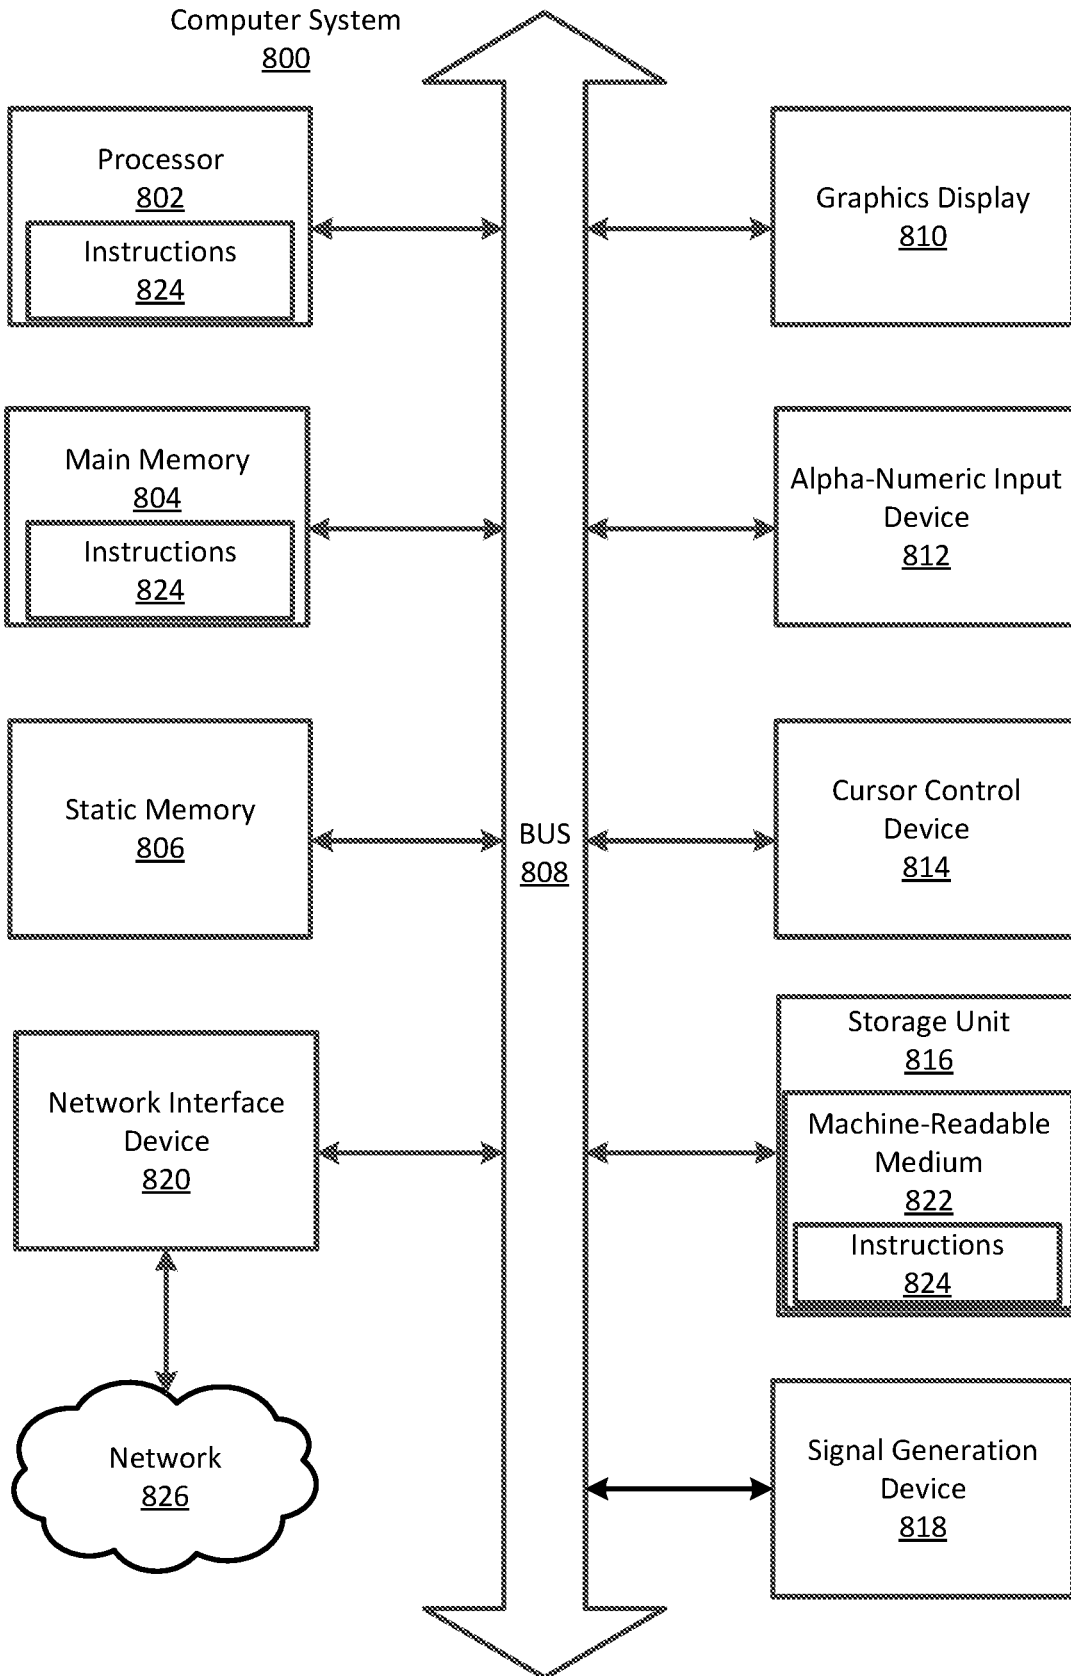 Computer System
800
Processor
802
Instructions
824
Main Memory
804
Instructions
824
Static Memory
806
Network Interface
Device
820
Network
826
BUS
808
Graphics Display
810
Alpha-Numeric Input
Device
812
Cursor Control
Device
814
Storage Unit
816
Machine-Readable
Medium
822
Instructions
824
Signal Generation
Device
818